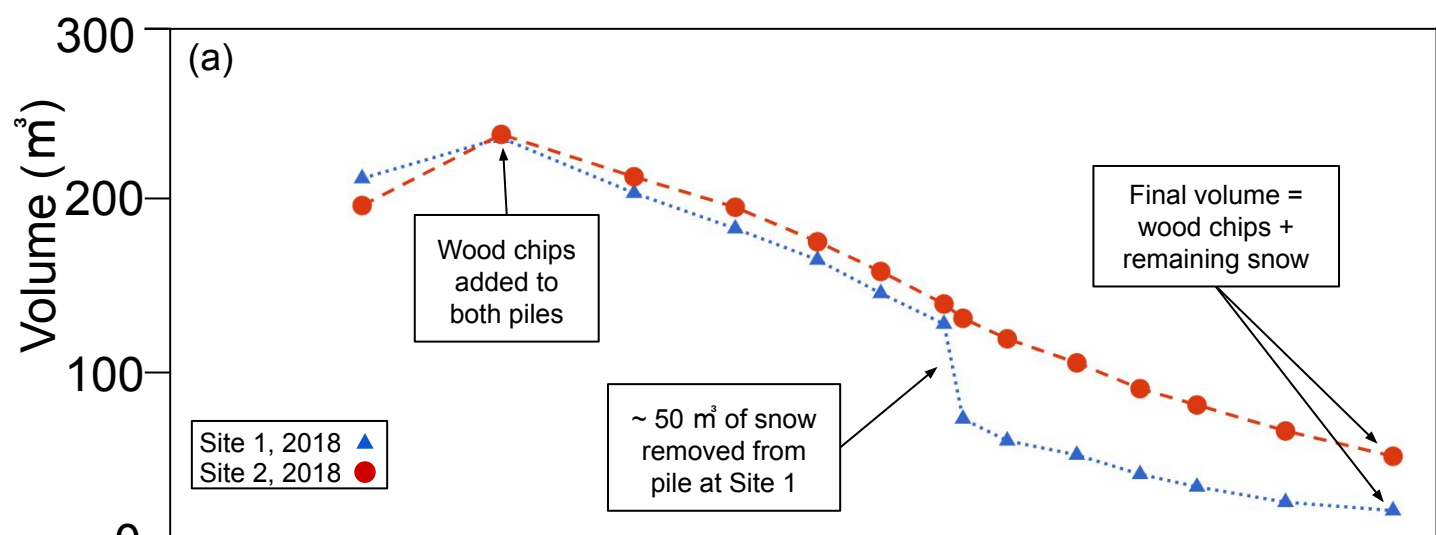 300
(a)
Volume (m³)
200
100
0
Wood chips
added to
both piles
Final volume =
wood chips +
remaining snow
~ 50 m³ of snow
removed from
pile at Site 1
Site 1, 2018
Site 2, 2018